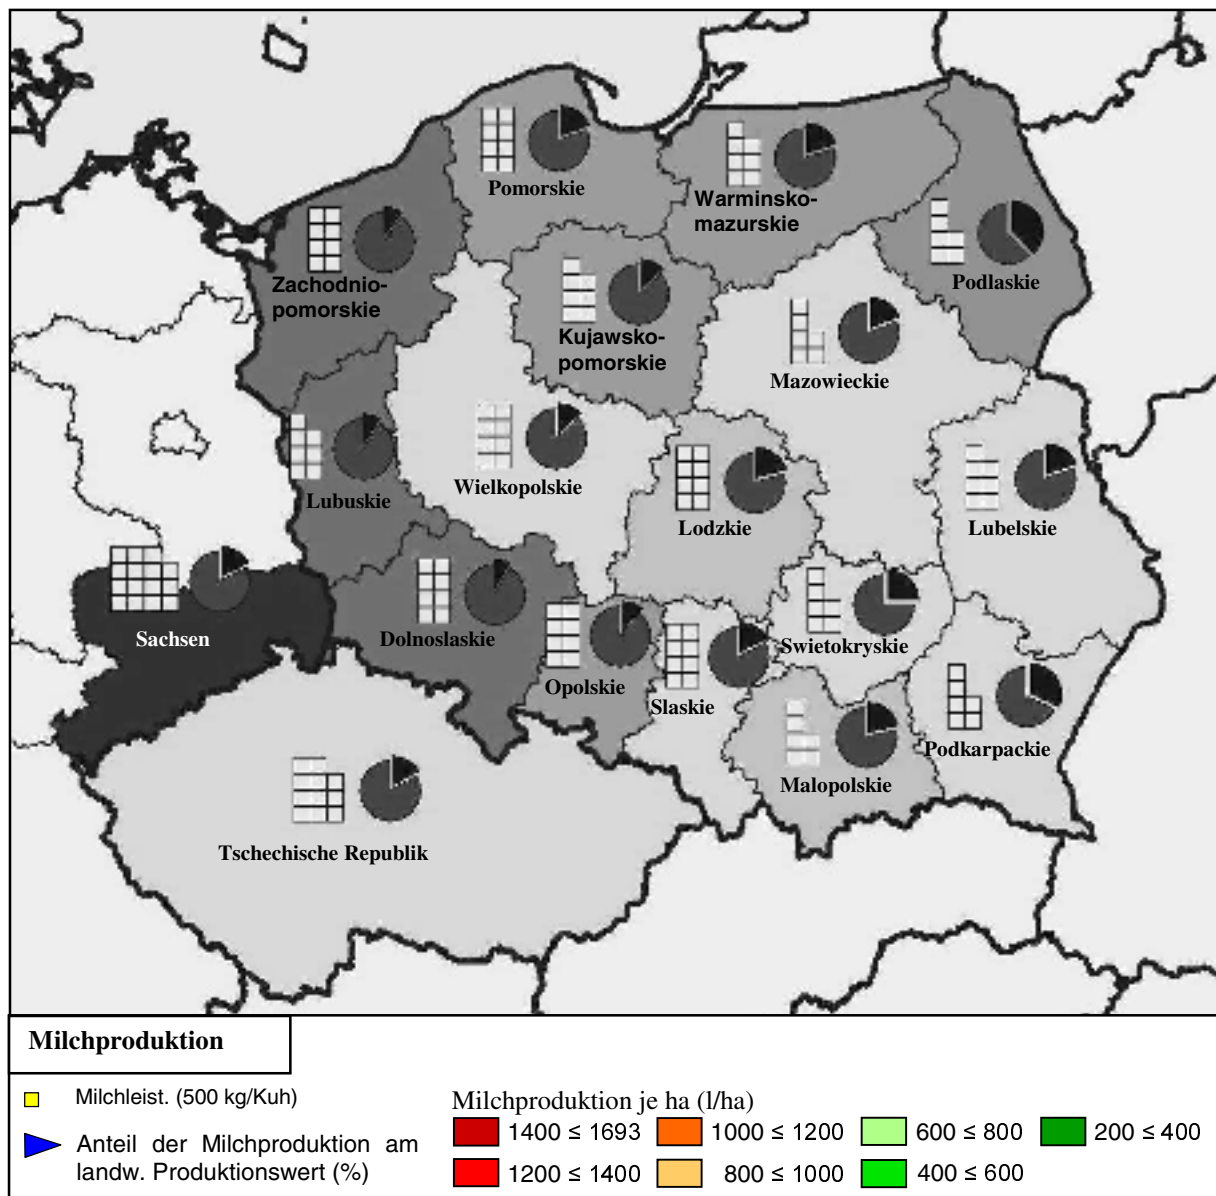 Pomorskie
Warminsko-
mazurskie
Zachodnio-
pomorskie
Podlaskie
Kujawsko-
pomorskie
Mazowieckie
Wielkopolskie
Lubuskie
Lodzkie
Lubelskie
Sachsen
Dolnoslaskie
Swietokryskie
Opolskie
Slaskie
Podkarpackie
Malopolskie
Tschechische Republik
Milchproduktion
Milchleist. (500 kg/Kuh)
Anteil der Milchproduktion am
landw. Produktionswert (%)
Milchproduktion je ha (l/ha)
1400 ≤ 1693 1000 ≤ 1200 600 ≤ 800 200 ≤ 400
1200 ≤ 1400 800 ≤ 1000 400 ≤ 600